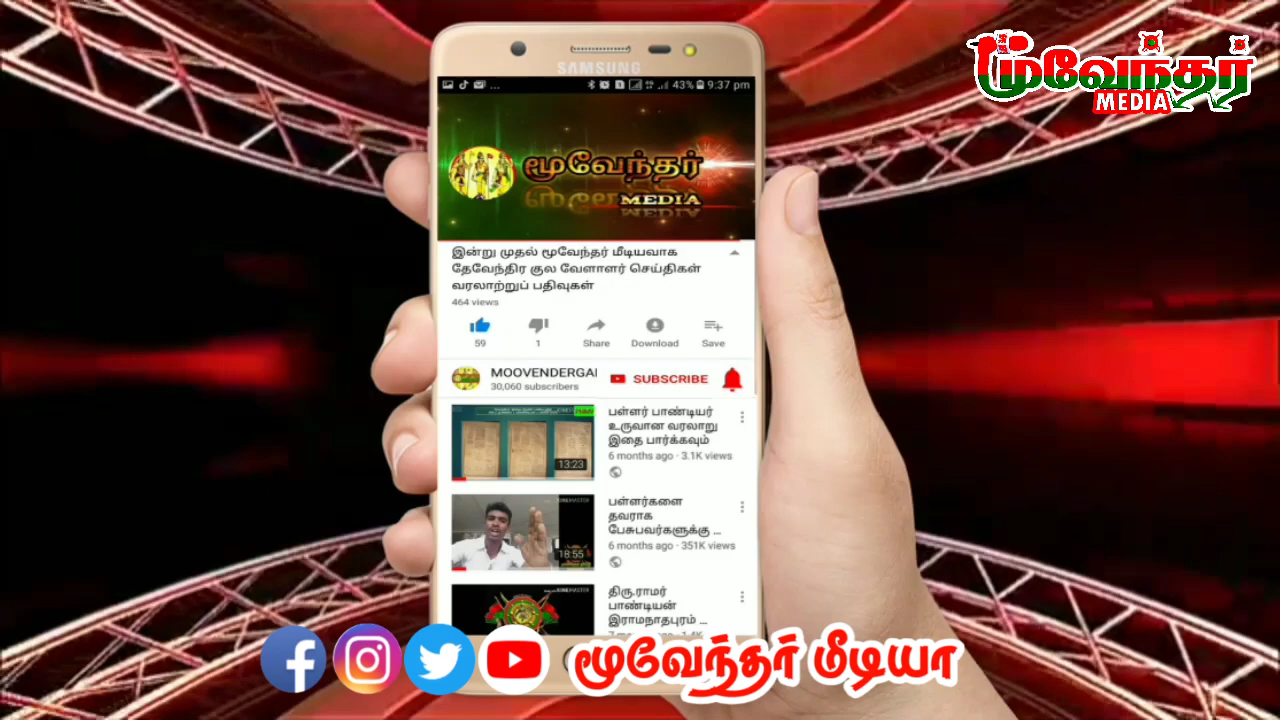 மூவேந்தர்
MEDIA
SAMSUNG
... 43% 9:37 pm
மூவேந்தர்
MEDIA
இன்று முதல் மூவேந்தர் மீடியவாக
தேவேந்திர குல வேளாளர் செய்திகள்
வரலாற்றுப் பதிவுகள்
464 views
59 1 Share Download Save
MOOVENDERGAL
30,060 subscribers
SUBSCRIBE
பள்ளர் பாண்டியர்
உருவான வரலாறு
இதை பார்க்கவும்
6 months ago · 3.1K views
13:23
பள்ளர்களை
தவராக
பேசுபவர்களுக்கு ...
6 months ago · 351K views
KINEMASTER
18:55
திரு.ராமர்
பாண்டியன்
இராமநாதபுரம் ...
KINEMASTER
மூவேந்தர் மீடியா